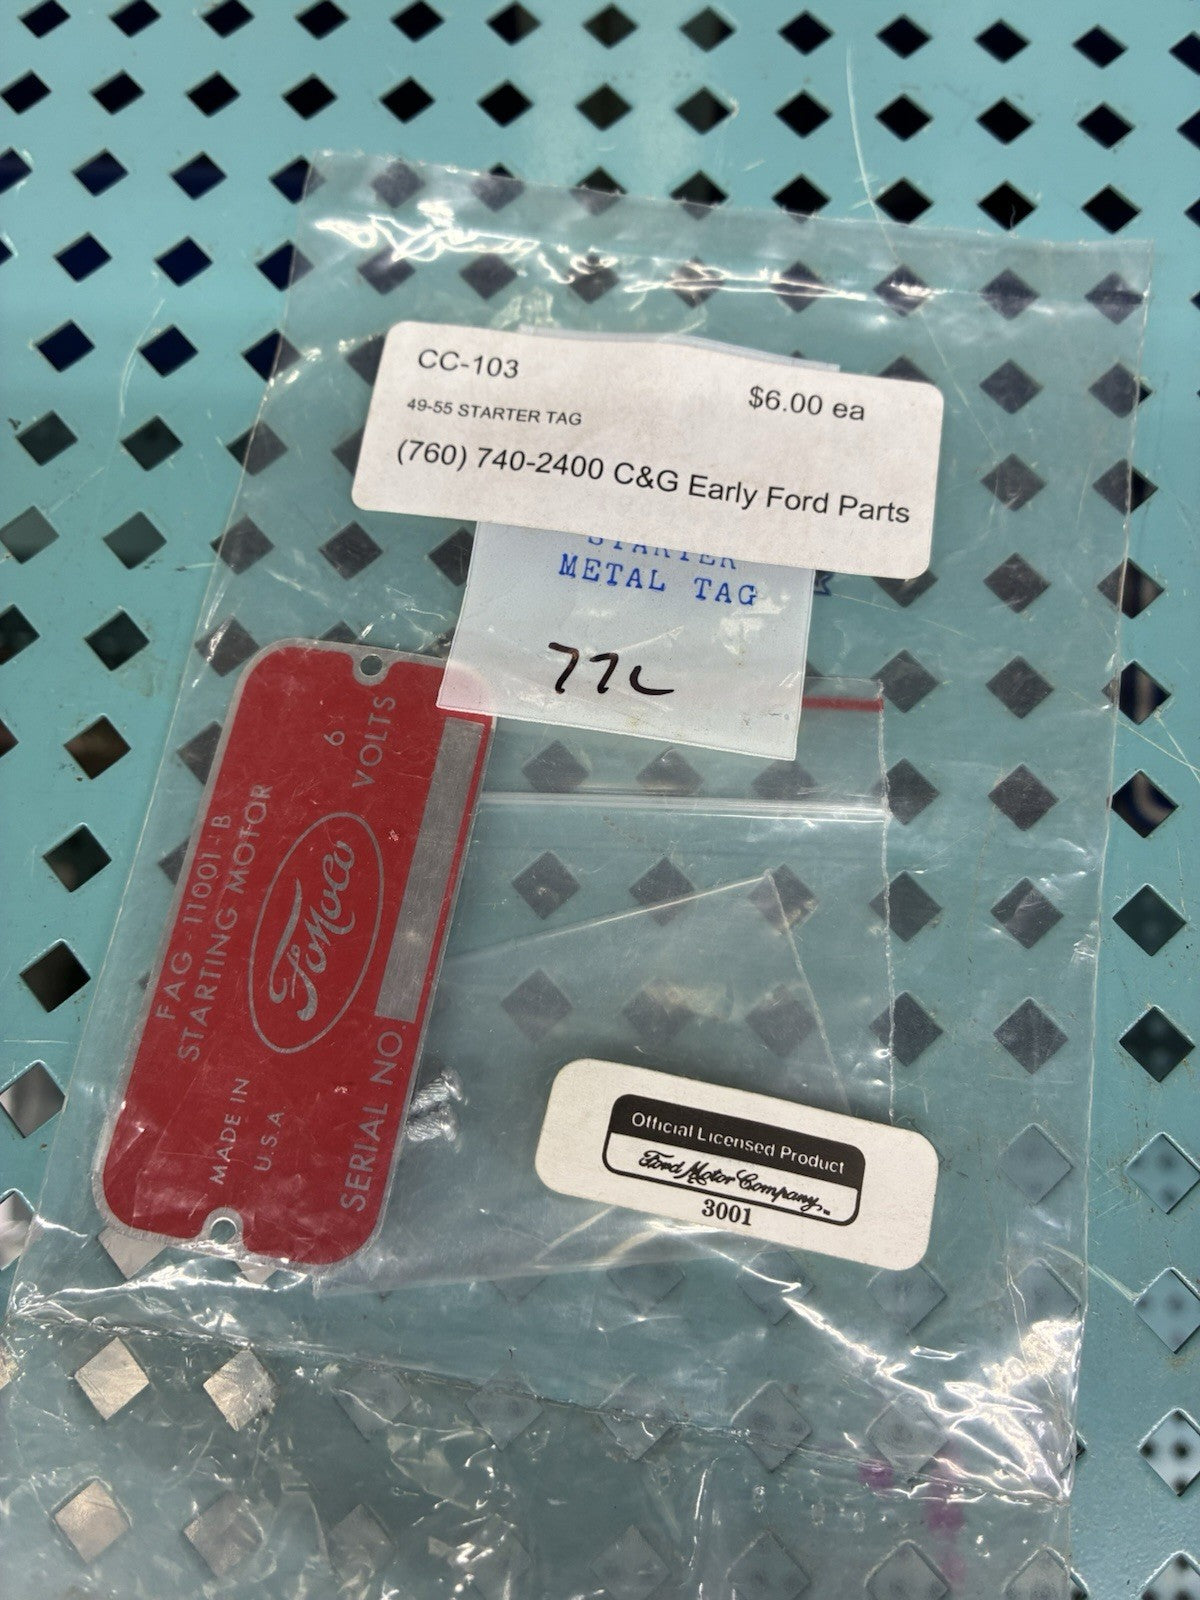 CC-103
$6.00 ea
49-55 STARTER TAG
(760) 740-2400 C&G Early Ford Parts
STARTER
METAL TAG
77C
FAG-11001-B
STARTING MOTOR
FoMoCo
6
VOLTS
MADE IN
U.S.A
SERIAL NO.
Official Licensed Product
Ford Motor Company
3001